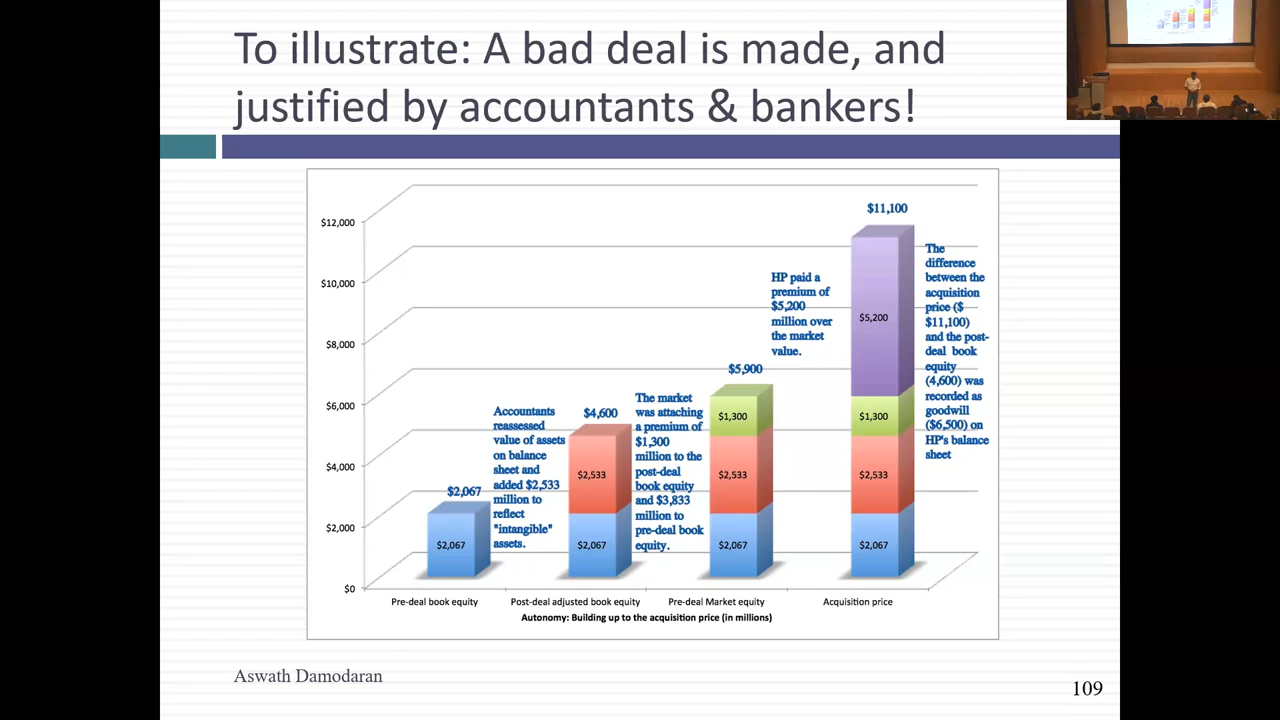 To illustrate: A bad deal is made, and
justified by accountants & bankers!
$12,000
$10,000
$8,000
$6,000
$4,000
$2,000
$0
$2,067
$2,067
Accountants
reassessed
value of assets
on balance
sheet and
added $2,533
million to
reflect
"intangible"
assets.
$4,600
$2,533
$2,067
The market
was attaching
a premium of
$1,300
million to the
post-deal
book equity
and $3,833
million to
pre-deal book
equity.
$5,900
$1,300
$2,533
$2,067
HP paid a
premium of
$5,200
million over
the market
value.
$11,100
$5,200
$1,300
$2,533
$2,067
The
difference
between the
acquisition
price ($
$11,100)
and the post-
deal book
equity
(4,600) was
recorded as
goodwill
($6,500) on
HP's balance
sheet
Pre-deal book equity
Post-deal adjusted book equity
Pre-deal Market equity
Acquisition price
Autonomy: Building up to the acquisition price (in millions)
Aswath Damodaran
109